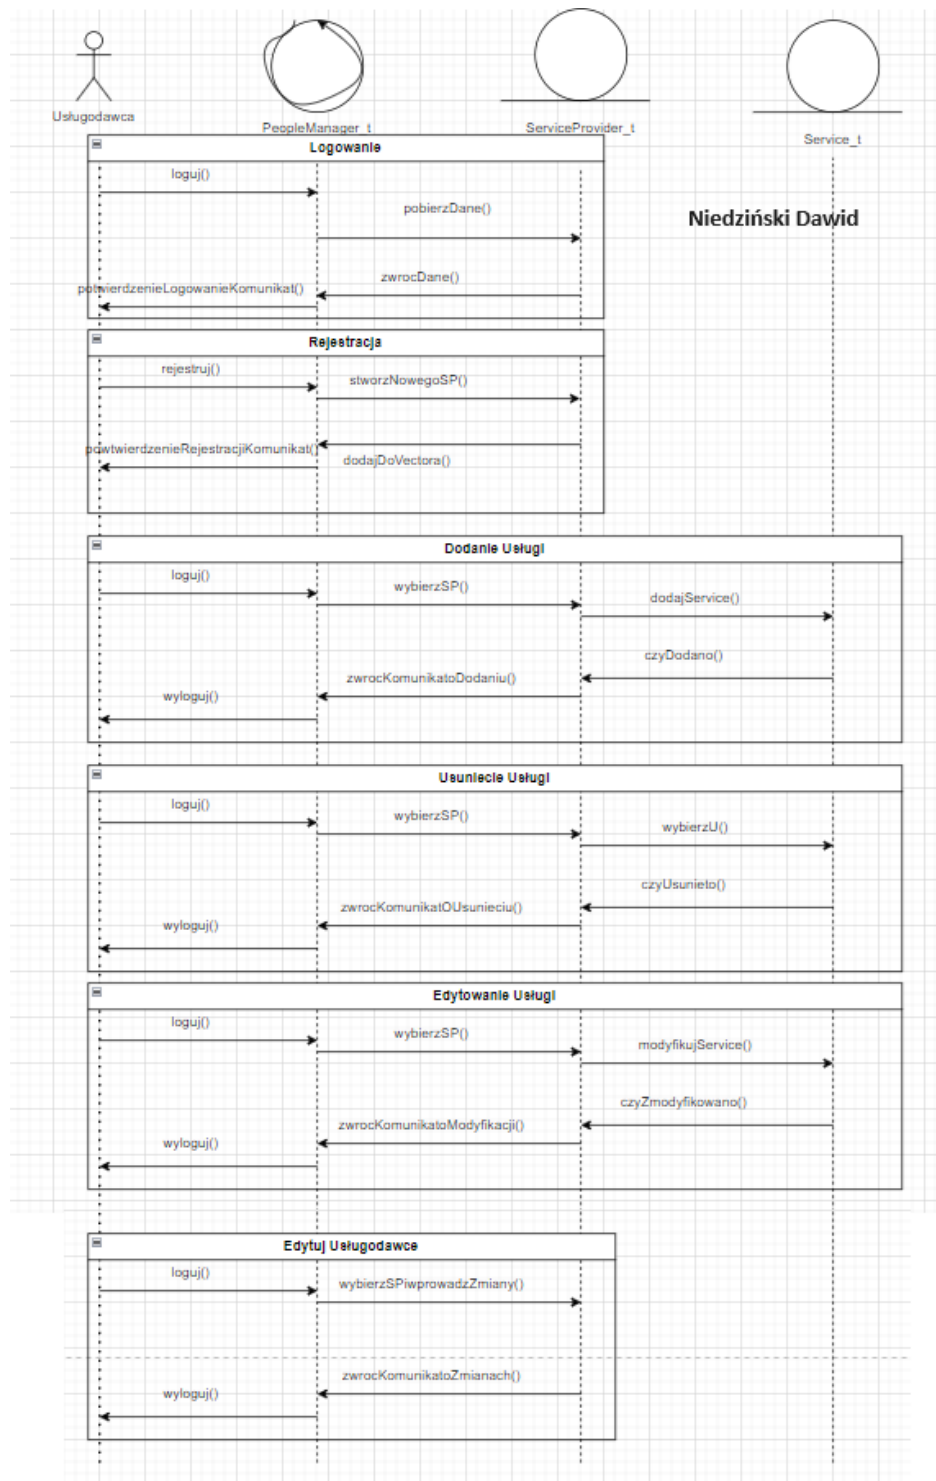 Usługodawca
PeopleManager_t
ServiceProvider_t
Service_t
Logowanie
loguj()
pobierzDane()
Niedziński Dawid
zwrocDane()
potwierdzenieLogowanieKomunikat()
Rejestracja
rejestruj()
stworzNowegoSP()
powtwierdzenieRejestracjiKomunikat()
dodajDoVectora()
Dodanie Usługi
loguj()
wybierzSP()
dodajService()
czyDodano()
zwrocKomunikatoDodaniu()
wyloguj()
Usuniecie Usługi
loguj()
wybierzSP()
wybierzU()
czyUsunieto()
zwrocKomunikatOUsunieciu()
wyloguj()
Edytowanie Usługi
loguj()
wybierzSP()
modyfikujService()
czyZmodyfikowano()
zwrocKomunikatoModyfikacji()
wyloguj()
Edytuj Usługodawce
loguj()
wybierzSPiwprowadzZmiany()
zwrocKomunikatoZmianach()
wyloguj()